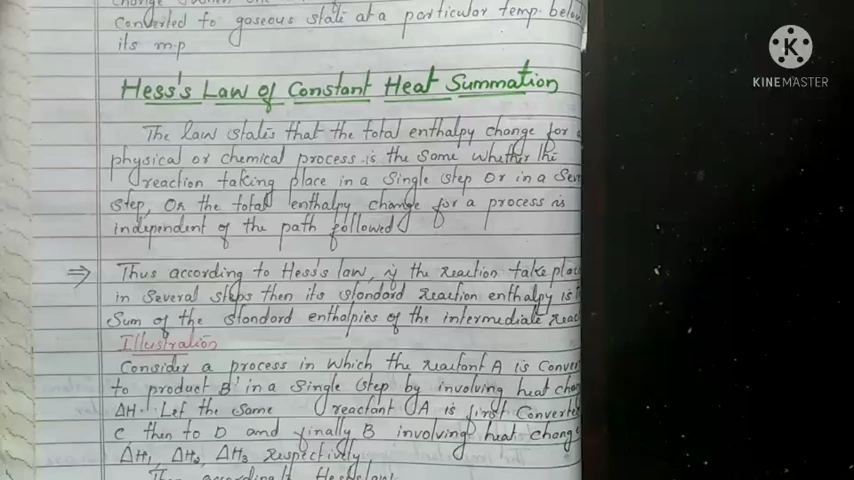 converted to gaseous state at a particular temp. below
its m.p
Hess's Law of Constant Heat Summation
The law states that the total enthalpy change for a
physical or chemical process is the same whether the
reaction taking place in a single step or in a
step, or the total enthalpy change for a process is
independent of the path followed
⇒ Thus according to Hess's law, if the reaction take place
in several steps then its standard reaction enthalpy is
Sum of the standard enthalpies of the intermediate
Illustration
Consider a process in which the reactant A is
to product B in a single step by involving heat
ΔH. Let the same reactant A is first
C, then to D and finally B involving heat change
ΔH₁, ΔH₂, ΔH₃ respectively.
Then according to Hess's law
K
KINEMASTER